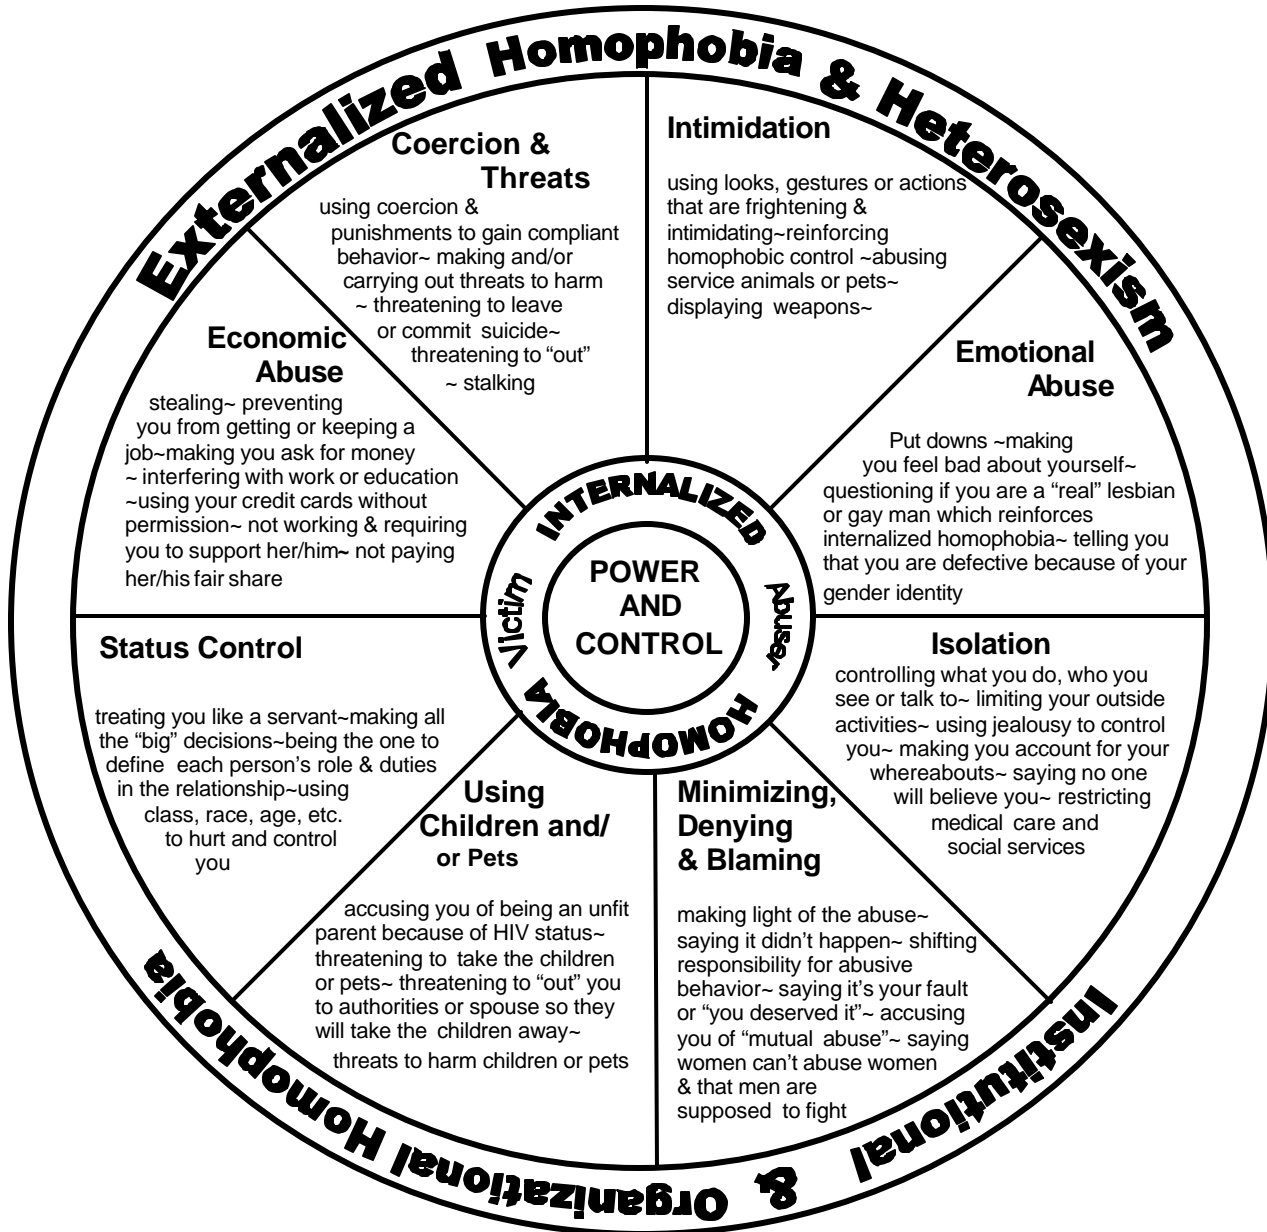 Externalized Homophobia & Heterosexism
Coercion &
Threats
using coercion &
punishments to gain compliant
behavior~ making and/or
carrying out threats to harm
~ threatening to leave
or commit suicide~
threatening to “out”
~ stalking
Intimidation
using looks, gestures or actions
that are frightening &
intimidating~reinforcing
homophobic control ~abusing
service animals or pets~
displaying weapons~
Emotional
Abuse
Put downs ~making
you feel bad about yourself~
questioning if you are a “real” lesbian
or gay man which reinforces
internalized homophobia~ telling you
that you are defective because of your
gender identity
Isolation
controlling what you do, who you
see or talk to~ limiting your outside
activities~ using jealousy to control
you~ making you account for your
whereabouts~ saying no one
will believe you~ restricting
medical care and
social services
Minimizing,
Denying
& Blaming
making light of the abuse~
saying it didn’t happen~ shifting
responsibility for abusive
behavior~ saying it’s your fault
or “you deserved it”~ accusing
you of “mutual abuse”~ saying
women can’t abuse women
& that men are
supposed to fight
Using
Children and/
or Pets
accusing you of being an unfit
parent because of HIV status~
threatening to take the children
or pets~ threatening to “out” you
to authorities or spouse so they
will take the children away~
threats to harm children or pets
Status Control
treating you like a servant~making all
the “big” decisions~being the one to
define each person’s role & duties
in the relationship~using
class, race, age, etc.
to hurt and control
you
Economic
Abuse
stealing~ preventing
you from getting or keeping a
job~making you ask for money
~ interfering with work or education
~using your credit cards without
permission~ not working & requiring
you to support her/him~ not paying
her/his fair share
INTERNALIZED
HOMOPHOBIA
Victim
Abuser
POWER
AND
CONTROL
Institutional & Organizational Homophobia